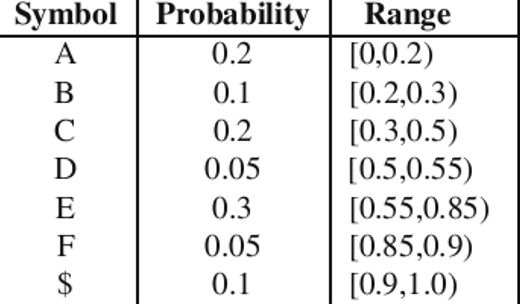 Symbol Probability Range
A 0.2 [0,0.2)
B 0.1 [0.2,0.3)
C 0.2 [0.3,0.5)
D 0.05 [0.5,0.55)
E 0.3 [0.55,0.85)
F 0.05 [0.85,0.9)
$ 0.1 [0.9,1.0)